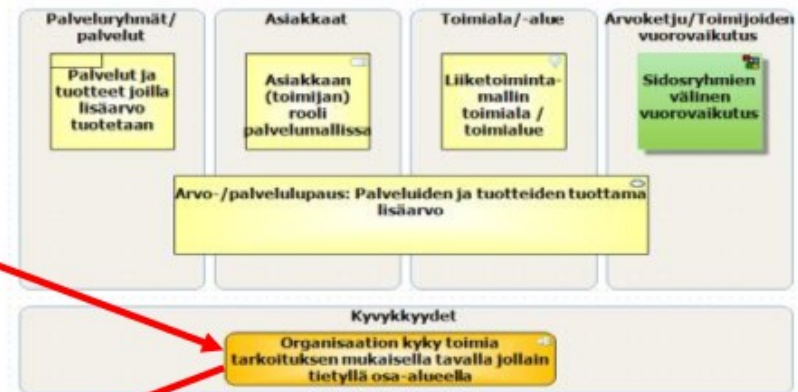 Palveluryhmät/
palvelut
Asiakkaat
Toimiala/-alue
Arvoketju/Toimijoiden
vuorovaikutus
Palvelut ja
tuotteet joilla
lisäarvo
tuotetaan
Asiakkaan
(toimijan)
rooli
palvelumallissa
Liiketoiminta-
mallin
toimiala /
toimialue
Sidosryhmien
välinen
vuorovaikutus
Arvo-/palvelulupaus: Palveluiden ja tuotteiden tuottama
lisäarvo
Kyvykkyydet
Organisaation kyky toimia
tarkoituksen mukaisella tavalla jollain
tietyllä osa-alueella